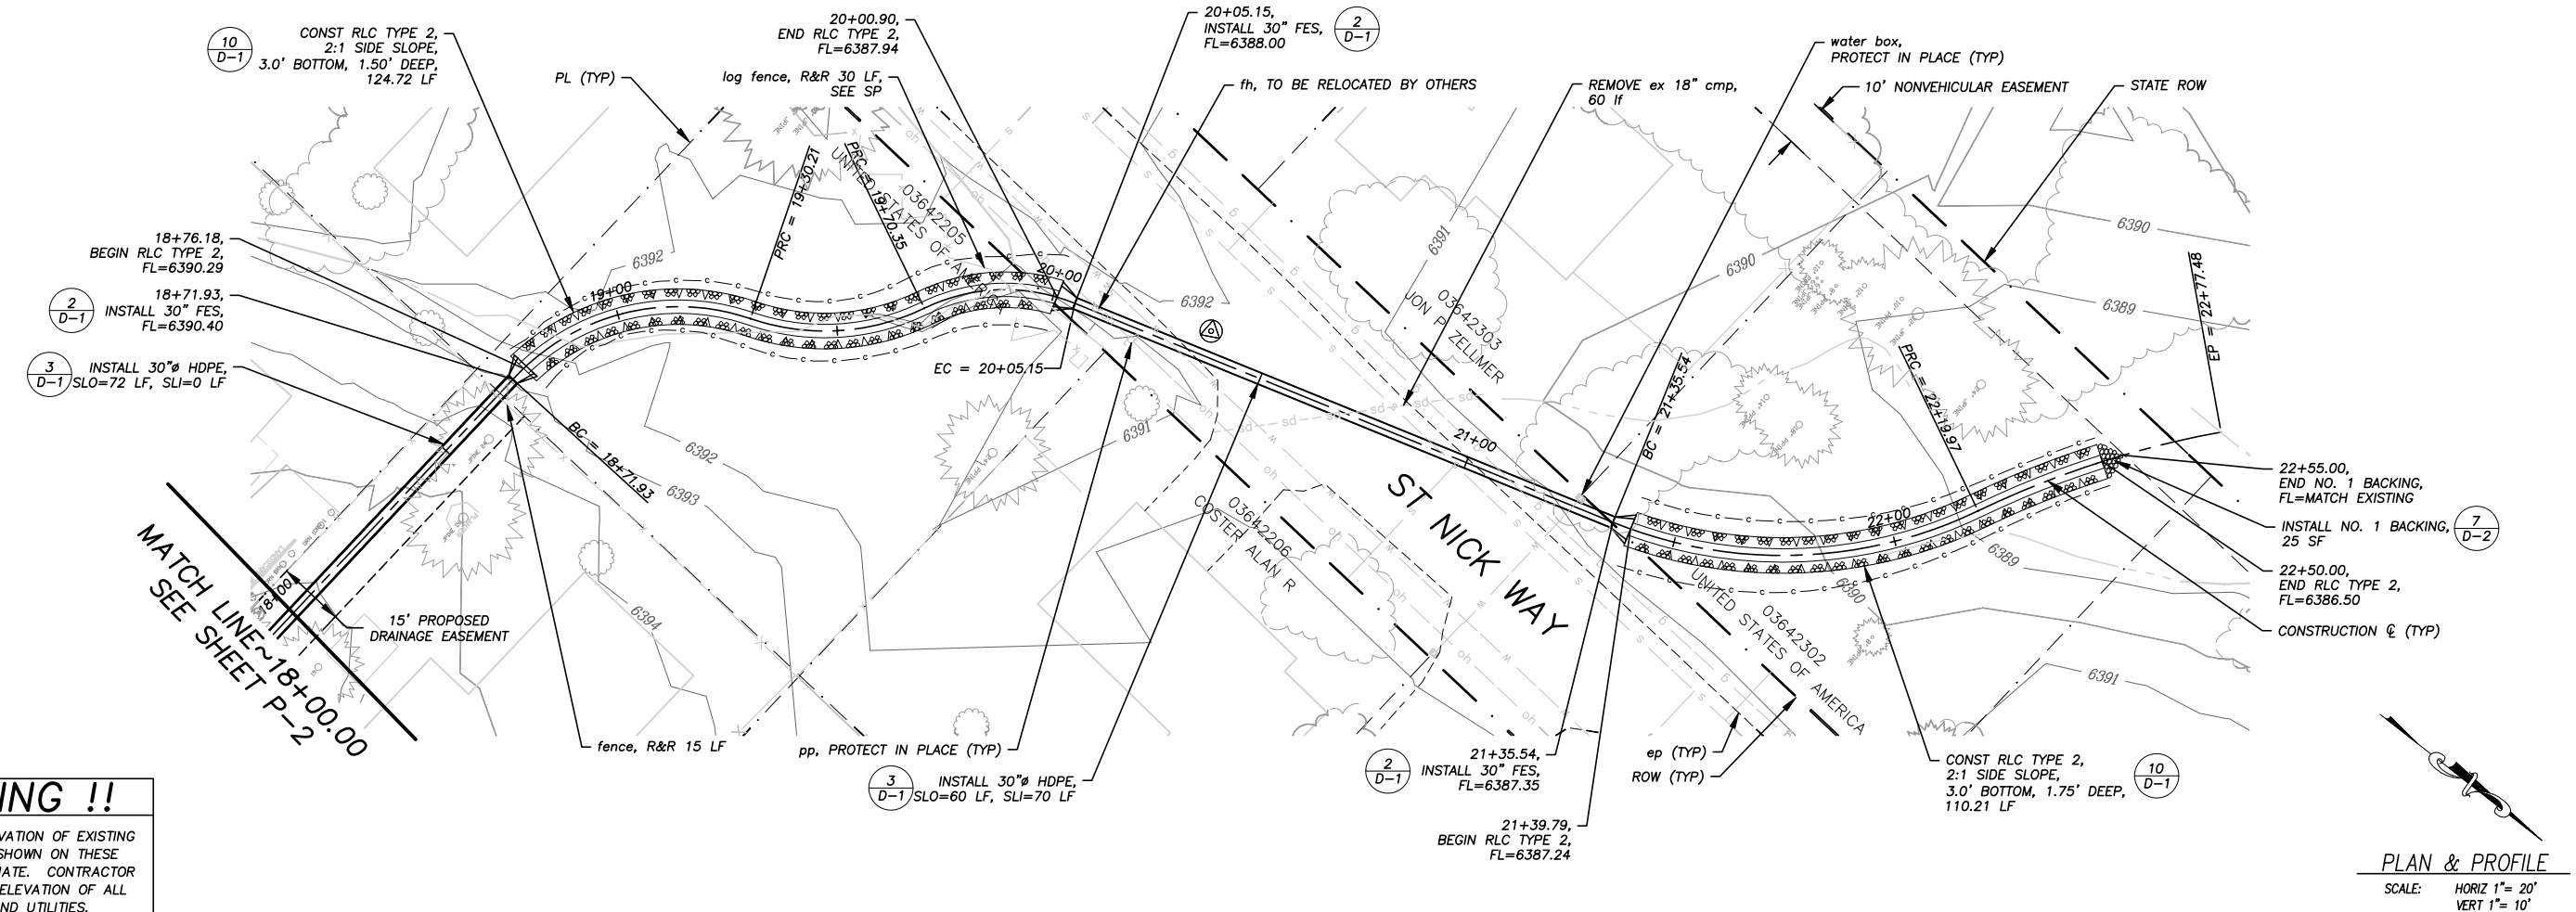 10
D-1
CONST RLC TYPE 2,
2:1 SIDE SLOPE,
3.0' BOTTOM, 1.50' DEEP,
124.72 LF
PL (TYP)
20+00.90,
END RLC TYPE 2,
FL=6387.94
log fence, R&R 30 LF,
SEE SP
20+05.15,
INSTALL 30" FES,
FL=6388.00
2
D-1
fh, TO BE RELOCATED BY OTHERS
REMOVE ex 18" cmp,
60 lf
water box,
PROTECT IN PLACE (TYP)
10' NONVEHICULAR EASEMENT
STATE ROW
18+76.18,
BEGIN RLC TYPE 2,
FL=6390.29
2
D-1
18+71.93,
INSTALL 30" FES,
FL=6390.40
3
D-1
INSTALL 30"ø HDPE,
SLO=72 LF, SLI=0 LF
PRC = 19+30.21
PRC = 19+70.35
03642205
UNITED STATES OF AMERICA
6392
19+00
20+00
6392
EC = 20+05.15
BC = 18+71.93
6392
6393
6394
6391
6391
03642303
JON P ZELLMER
6390
6390
6389
EP = 22+77.48
PRC = 22+19.97
BC = 21+35.54
21+00
22+00
6389
6390
6391
sd
ST NICK WAY
03642206
COSTER ALAN R
03642302
UNITED STATES OF AMERICA
18+00
MATCH LINE~18+00.00
SEE SHEET P-2
15' PROPOSED
DRAINAGE EASEMENT
fence, R&R 15 LF
pp, PROTECT IN PLACE (TYP)
3
D-1
INSTALL 30"ø HDPE,
SLO=60 LF, SLI=70 LF
2
D-1
21+35.54,
INSTALL 30" FES,
FL=6387.35
21+39.79,
BEGIN RLC TYPE 2,
FL=6387.24
ep (TYP)
ROW (TYP)
CONST RLC TYPE 2,
2:1 SIDE SLOPE,
3.0' BOTTOM, 1.75' DEEP,
110.21 LF
10
D-1
22+55.00,
END NO. 1 BACKING,
FL=MATCH EXISTING
INSTALL NO. 1 BACKING,
25 SF
7
D-2
22+50.00,
END RLC TYPE 2,
FL=6386.50
CONSTRUCTION ℄ (TYP)
ING !!
VATION OF EXISTING
SHOWN ON THESE
MATE. CONTRACTOR
ELEVATION OF ALL
ND UTILITIES.
PLAN & PROFILE
SCALE: HORIZ 1"= 20'
VERT 1"= 10'